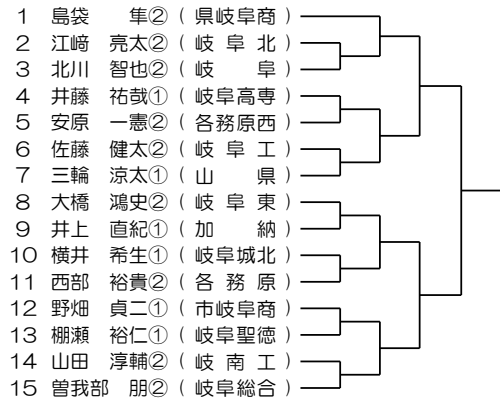 1 島袋　隼② ( 県岐阜商 )
2 江﨑　亮太② ( 岐 阜 北 )
3 北川　智也② ( 岐　　阜 )
4 井藤　祐哉① ( 岐阜高専 )
5 安原　一憲② ( 各務原西 )
6 佐藤　健太② ( 岐 阜 工 )
7 三輪　涼太① ( 山　　県 )
8 大橋　鴻史② ( 岐 阜 東 )
9 井上　直紀① ( 加　　納 )
10 横井　希生① ( 岐阜城北 )
11 西部　裕貴② ( 各 務 原 )
12 野畑　貞二① ( 市岐阜商 )
13 棚瀬　裕仁① ( 岐阜聖徳 )
14 山田　淳輔② ( 岐 南 工 )
15 曽我部　朋② ( 岐阜総合 )